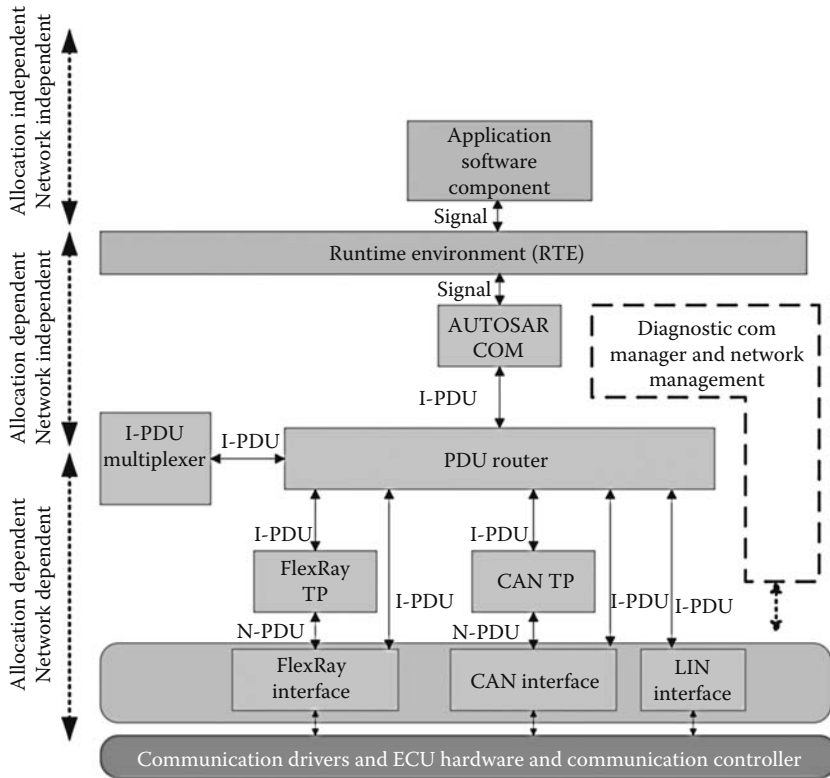 Allocation independent
Network independent
Application
software
component
Signal
Runtime environment (RTE)
Signal
Allocation dependent
Network independent
AUTOSAR
COM
Diagnostic com
manager and network
management
I-PDU
I-PDU
multiplexer
I-PDU
PDU router
Allocation dependent
Network dependent
I-PDU
I-PDU
FlexRay
TP
CAN TP
I-PDU
I-PDU
I-PDU
N-PDU
N-PDU
FlexRay
interface
CAN interface
LIN
interface
Communication drivers and ECU hardware and communication controller